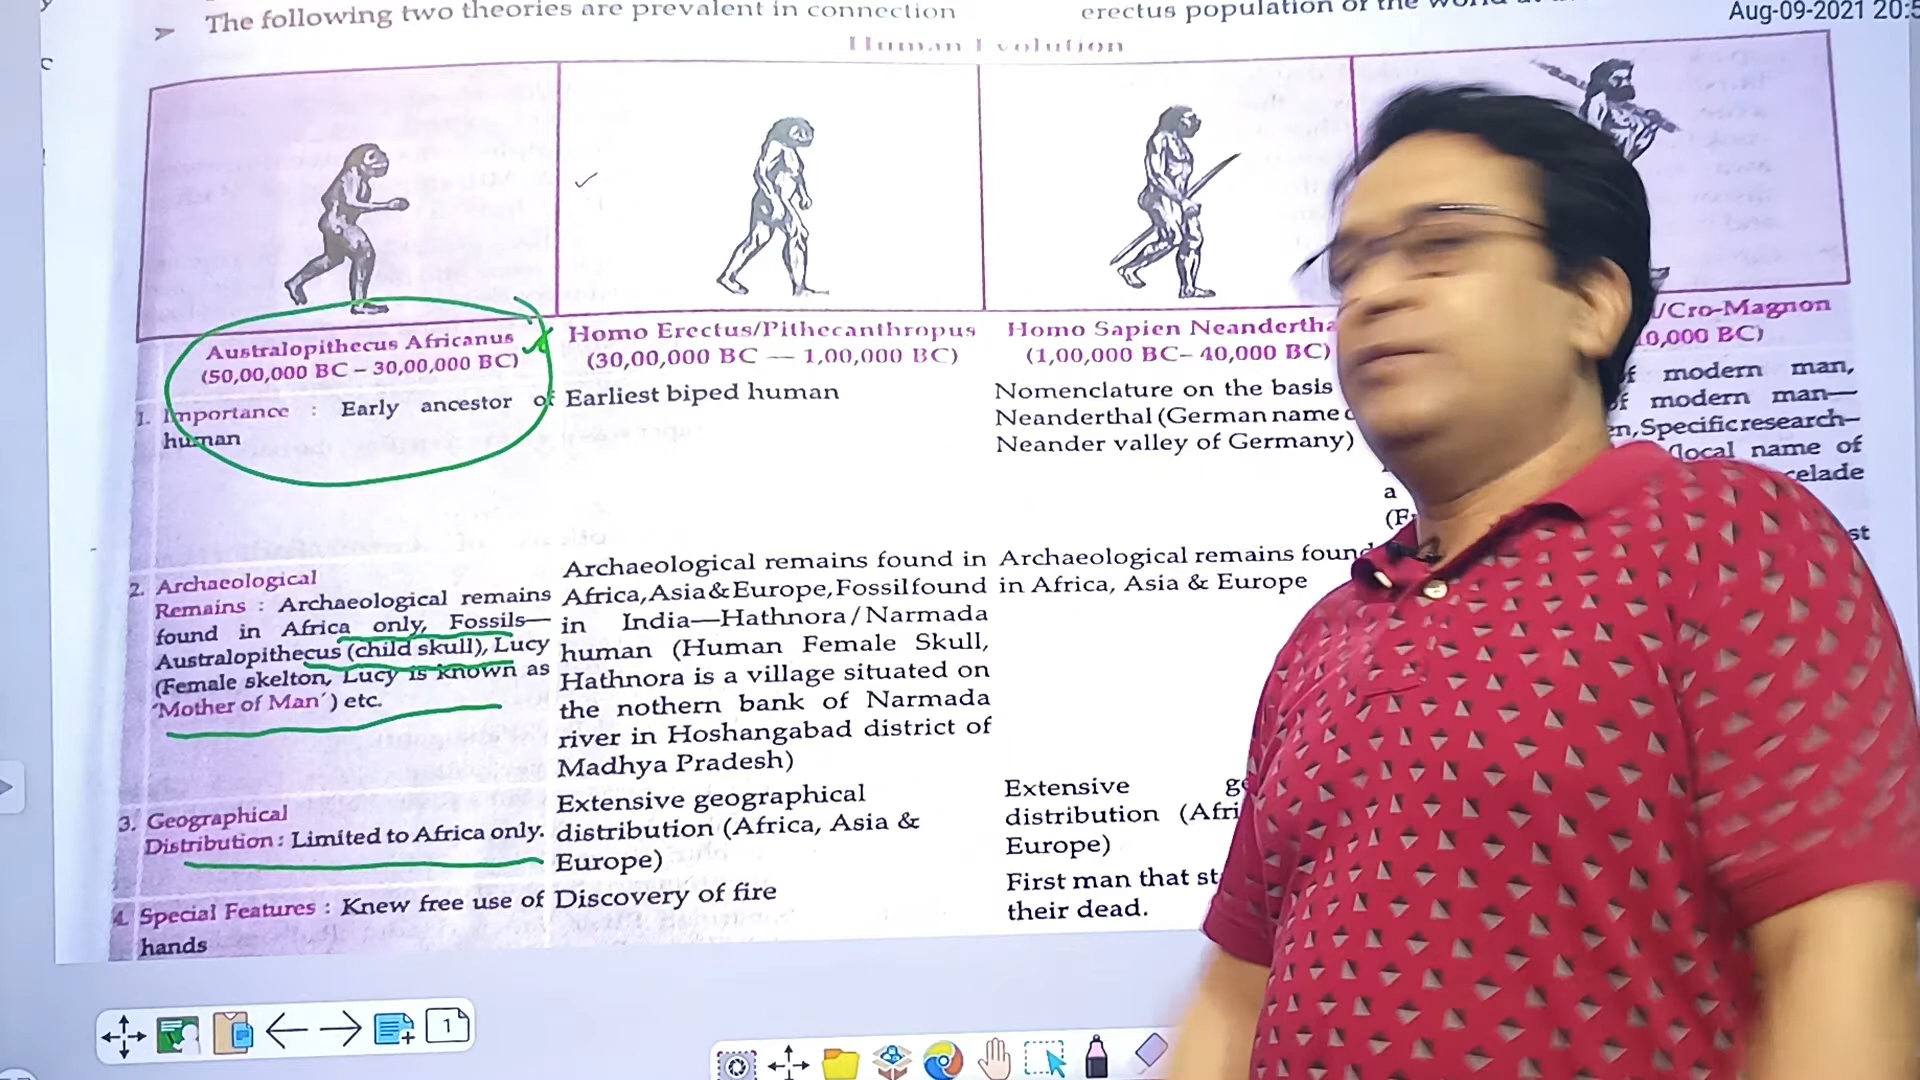 The following two theories are prevalent in connection
erectus population of the
Aug-09-2021 20:5
Human Evolution
Australopithecus Africanus
(50,00,000 BC – 30,00,000 BC)
Homo Erectus/Pithecanthropus
(30,00,000 BC — 1,00,000 BC)
Homo Sapien Neandertha
(1,00,000 BC– 40,000 BC)
/Cro-Magnon
0,000 BC)
1. Importance : Early ancestor of
human
Earliest biped human
Nomenclature on the basis
Neanderthal (German name
Neander valley of Germany)
of modern man,
of modern man—
en, Specific research–
(local name of
celade
a
st
2. Archaeological
Remains : Archaeological remains
found in Africa only, Fossils—
Australopithecus (child skull), Lucy
(Female skelton, Lucy is known as
'Mother of Man') etc.
Archaeological remains found in
Africa, Asia & Europe, Fossil found
in India—Hathnora/Narmada
human (Human Female Skull,
Hathnora is a village situated on
the nothern bank of Narmada
river in Hoshangabad district of
Madhya Pradesh)
Archaeological remains found
in Africa, Asia & Europe
3. Geographical
Distribution : Limited to Africa only.
Extensive geographical
distribution (Africa, Asia &
Europe)
Extensive ge
distribution (Afri
Europe)
4. Special Features : Knew free use of
hands
Discovery of fire
First man that st
their dead.
1